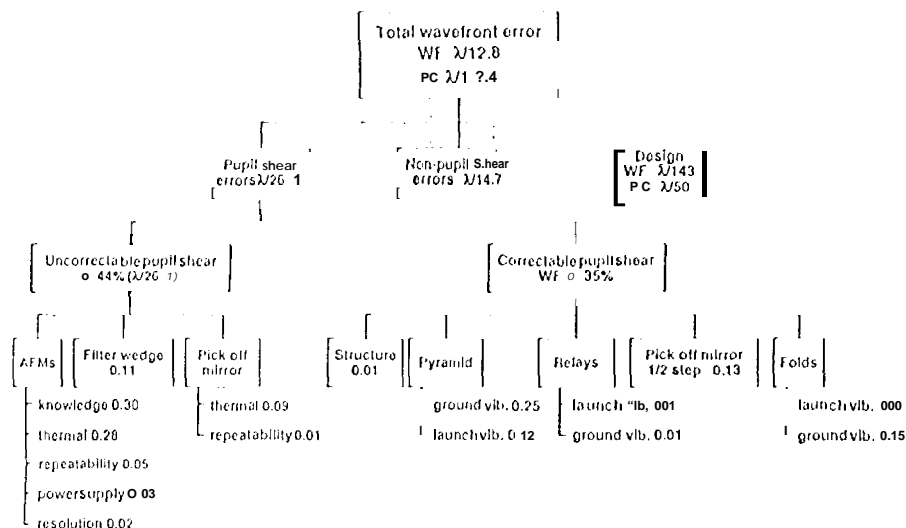 Total wavefront error
WF λ/12.8
PC λ/1 ?.4
Pupil shear
errors λ/26 1
Non-pupil S.hear
errors λ/14.7
Design
WF λ/143
PC λ/50
Uncorrectable pupil shear
o 44% (λ/26 1)
Correctable pupil shear
WF o 35%
AFMs
Filter wedge
0.11
Pick off
mirror
Structure
0.01
Pyramid
Relays
Pick off mirror
1/2 step 0.13
Folds
knowledge 0.30
thermal 0.28
repeatability 0.05
power supply O 03
resolution 0.02
thermal 0.09
repeatability 0.01
ground vib. 0.25
launch vib. 0 12
launch "lb, 001
ground vib. 0.01
launch vib. 000
ground vib. 0.15